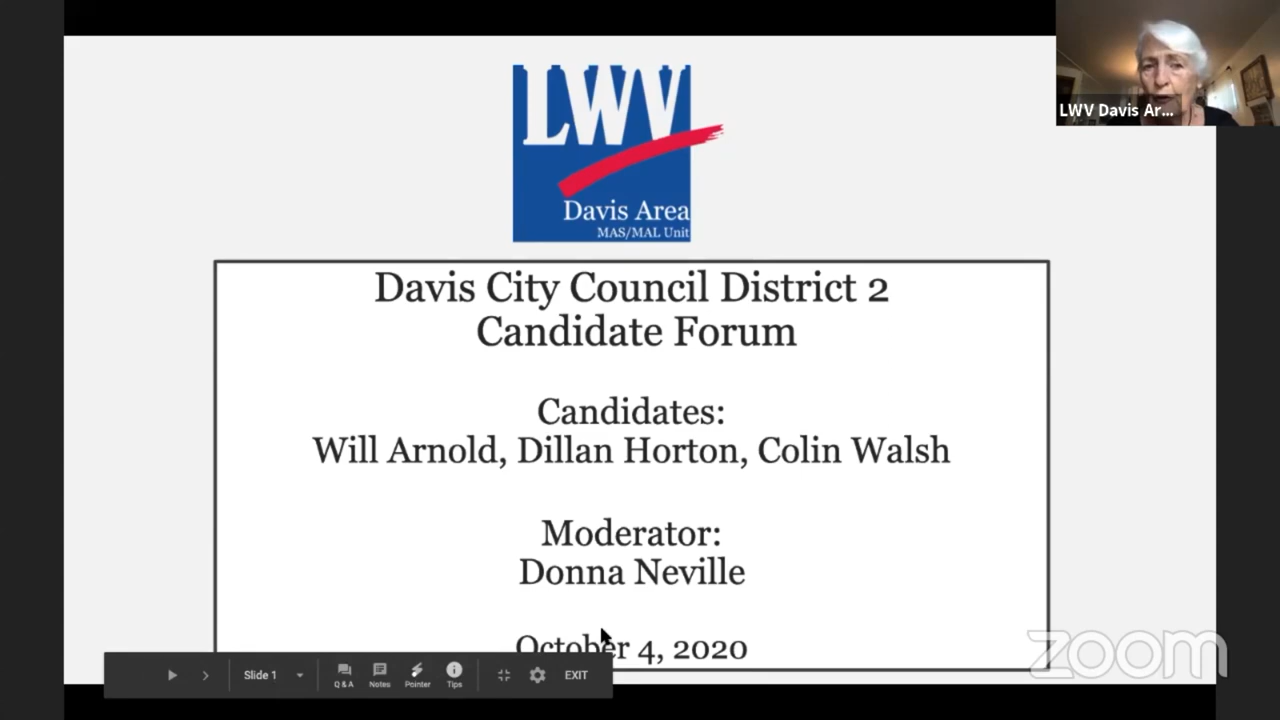 LWV
Davis Area
MAS/MAL Unit
LWV Davis Ar...
Davis City Council District 2
Candidate Forum
Candidates:
Will Arnold, Dillan Horton, Colin Walsh
Moderator:
Donna Neville
October 4, 2020
Slide 1
Q & A
Notes
Pointer
Tips
EXIT
zoom